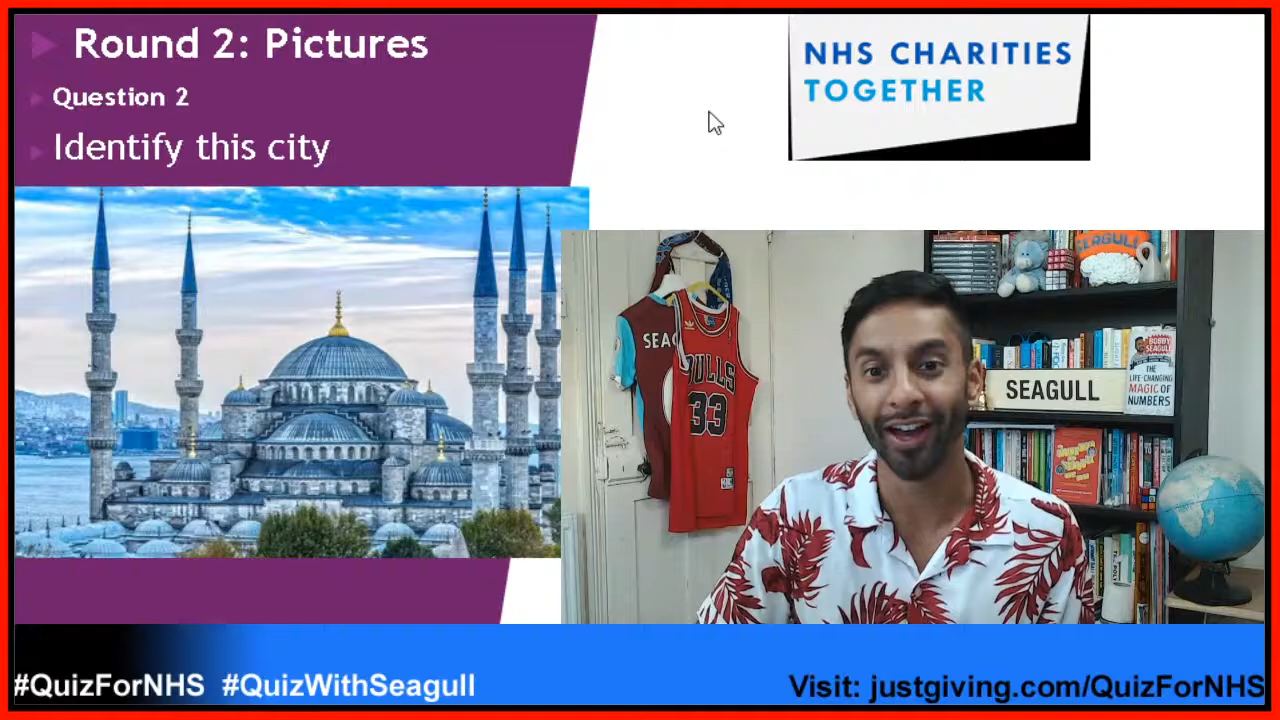 Round 2: Pictures
Question 2
Identify this city
NHS CHARITIES
TOGETHER
SEAGULL
SEAG
BULLS
33
SEAGULL
BOBBY
SEAGULL
THE
LIFE-CHANGING
MAGIC OF
NUMBERS
#QuizForNHS #QuizWithSeagull
Visit: justgiving.com/QuizForNHS